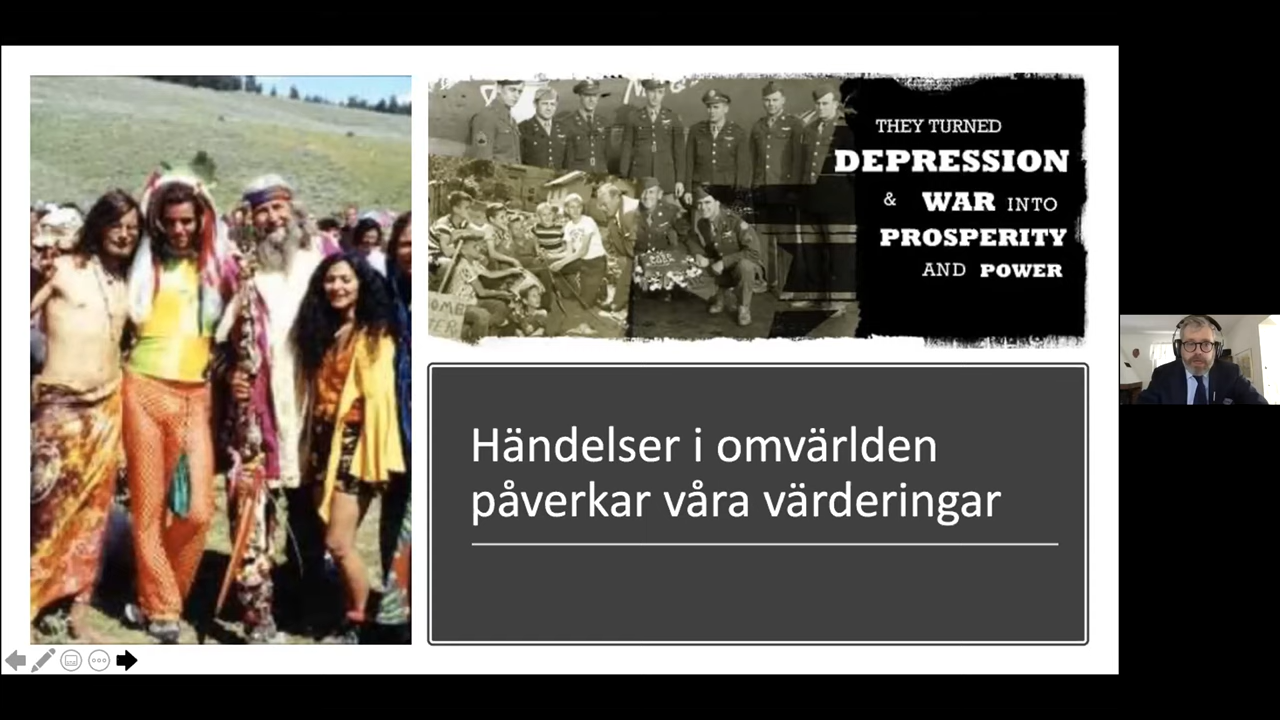 THEY TURNED
DEPRESSION
& WAR INTO
PROSPERITY
AND POWER
Händelser i omvärlden
påverkar våra värderingar